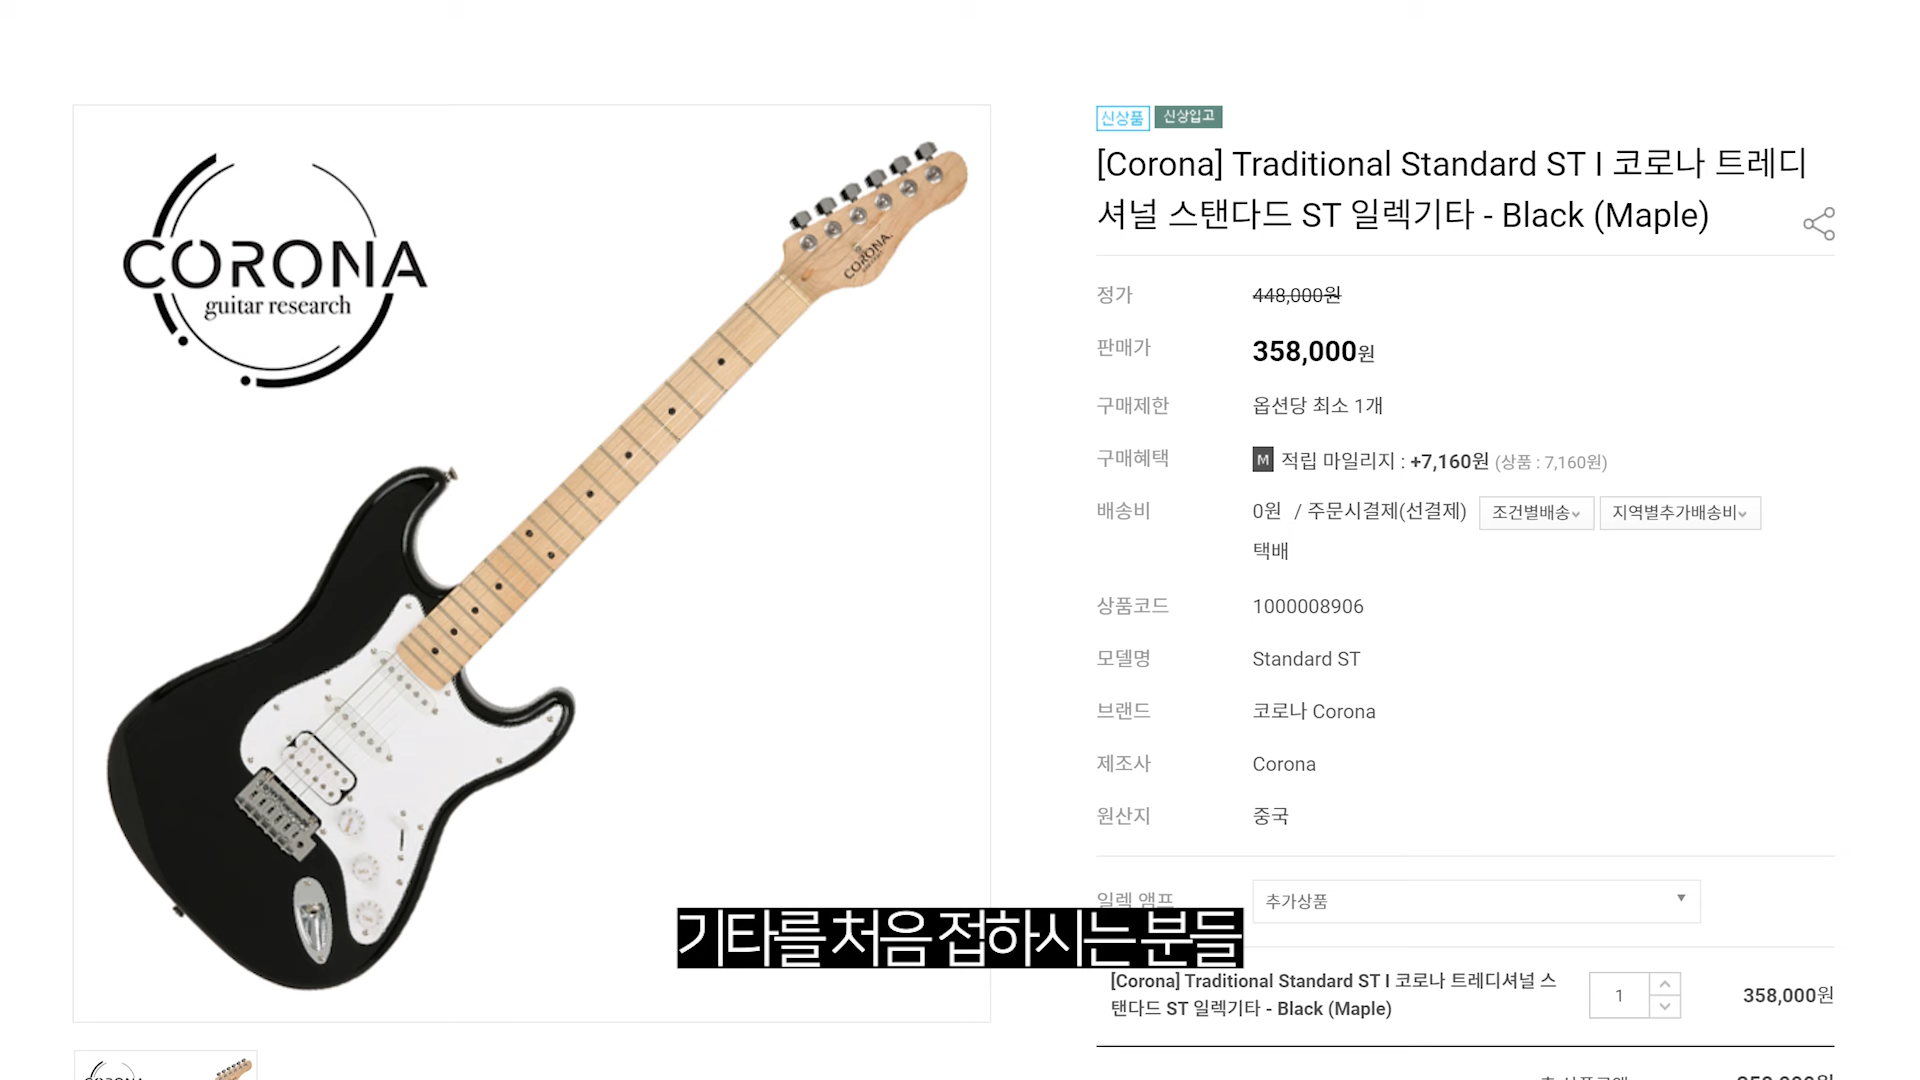 CORONA
guitar research
CORONA.
신상품 신상입고
[Corona] Traditional Standard ST I 코로나 트레디
셔널 스탠다드 ST 일렉기타 - Black (Maple)
정가 448,000원
판매가 358,000원
구매제한 옵션당 최소 1개
구매혜택 M 적립 마일리지 : +7,160원 (상품 : 7,160원)
배송비 0원 / 주문시결제(선결제) 조건별배송 지역별추가배송비
택배
상품코드 1000008906
모델명 Standard ST
브랜드 코로나 Corona
제조사 Corona
원산지 중국
일렉 앰프 추가상품
기타를 처음 접하시는 분들
[Corona] Traditional Standard ST I 코로나 트레디셔널 스
탠다드 ST 일렉기타 - Black (Maple)
1
358,000원